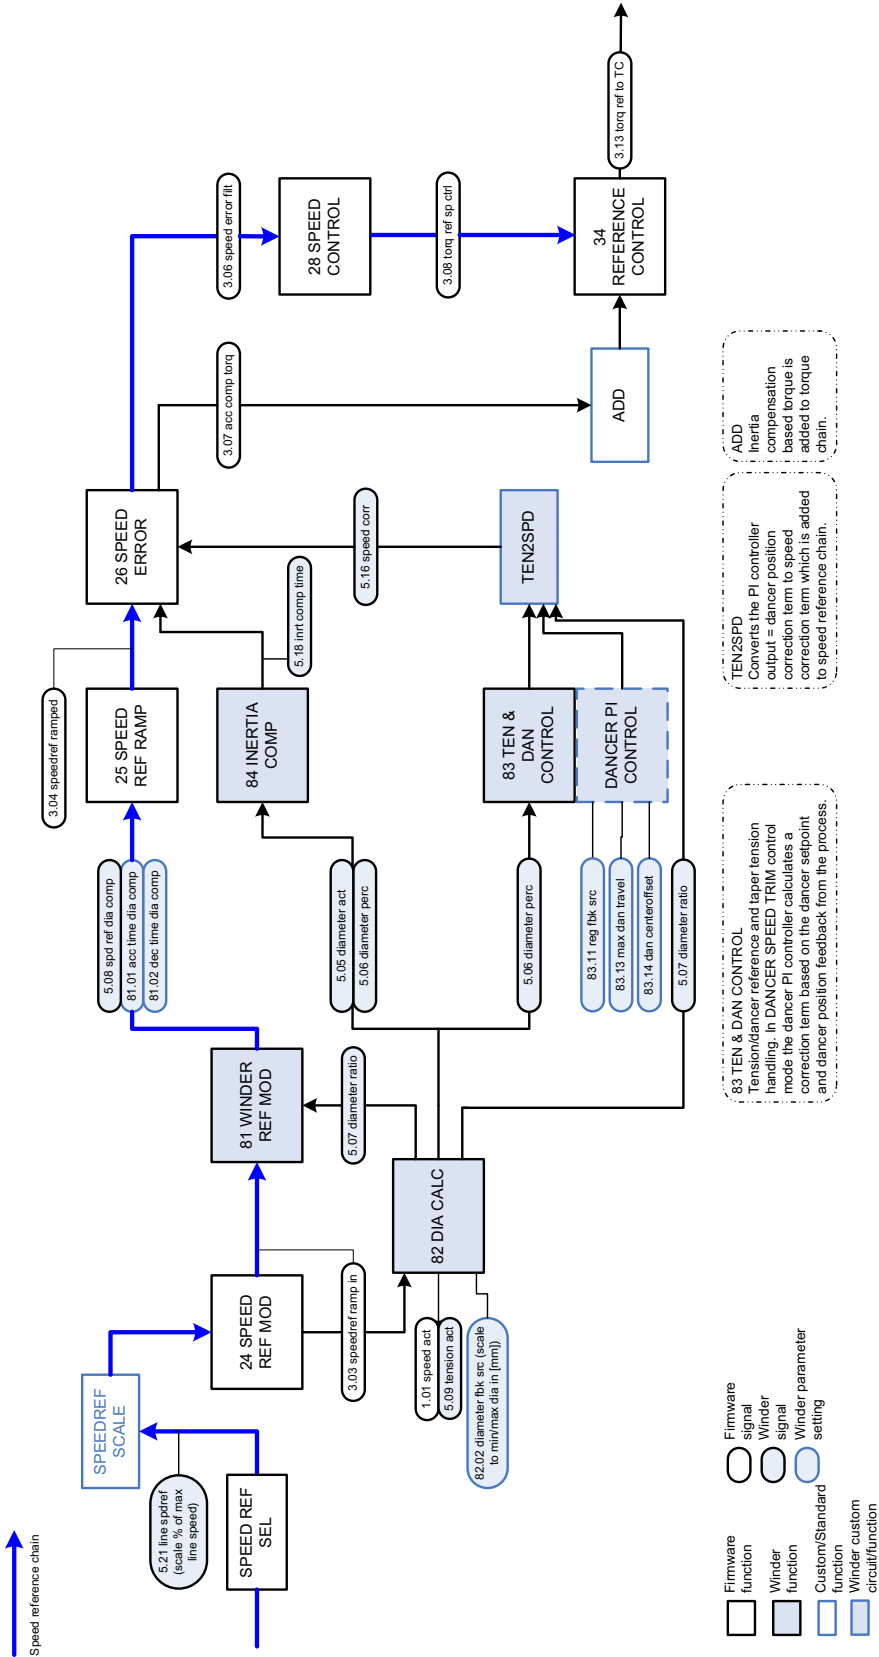 Speed reference chain
SPEED REF
SEL
5.21 line spdref
(scale % of max
line speed)
SPEEDREF
SCALE
24 SPEED
REF MOD
3.03 speedref ramp in
81 WINDER
REF MOD
5.07 diameter ratio
82 DIA CALC
1.01 speed act
5.09 tension act
82.02 diameter fbk src (scale
to min/max dia in [mm])
5.08 spd ref dia comp
81.01 acc time dia comp
81.02 dec time dia comp
5.05 diameter act
5.06 diameter perc
5.06 diameter perc
83.11 reg fbk src
83.13 max dan travel
83.14 dan centeroffset
5.07 diameter ratio
3.04 speedref ramped
25 SPEED
REF RAMP
84 INERTIA
COMP
5.18 inrt comp time
83 TEN &
DAN
CONTROL
DANCER PI
CONTROL
26 SPEED
ERROR
5.16 speed corr
TEN2SPD
3.07 acc comp torq
ADD
3.06 speed error filt
28 SPEED
CONTROL
3.08 torq ref sp ctrl
34
REFERENCE
CONTROL
3.13 torq ref to TC
83 TEN & DAN CONTROL
Tension/dancer reference and taper tension
handling. In DANCER SPEED TRIM control
mode the dancer PI controller calculates a
correction term based on the dancer setpoint
and dancer position feedback from the process.
TEN2SPD
Converts the PI controller
output = dancer position
correction term to speed
correction term which is added
to speed reference chain.
ADD
Inertia
compensation
based torque is
added to torque
chain.
Firmware
function
Winder
function
Custom/Standard
function
Winder custom
circuit/function
Firmware
signal
Winder
signal
Winder parameter
setting